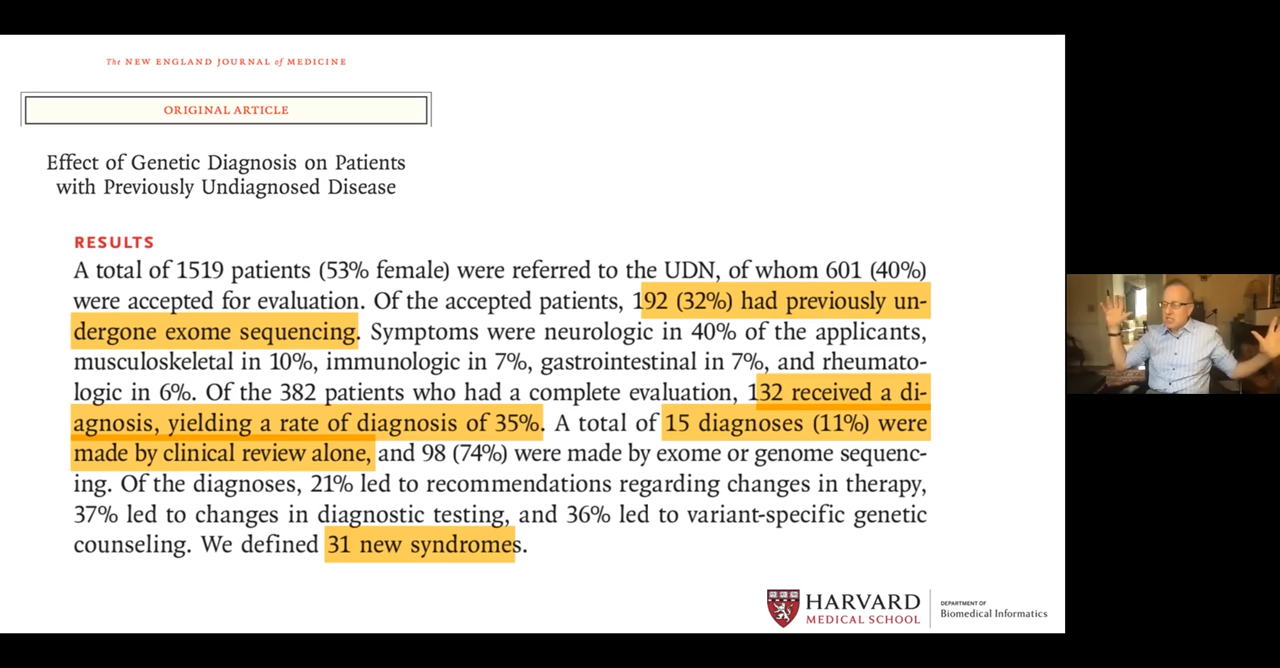 The NEW ENGLAND JOURNAL of MEDICINE
ORIGINAL ARTICLE
Effect of Genetic Diagnosis on Patients
with Previously Undiagnosed Disease
RESULTS
A total of 1519 patients (53% female) were referred to the UDN, of whom 601 (40%)
were accepted for evaluation. Of the accepted patients, 192 (32%) had previously un-
dergone exome sequencing. Symptoms were neurologic in 40% of the applicants,
musculoskeletal in 10%, immunologic in 7%, gastrointestinal in 7%, and rheumato-
logic in 6%. Of the 382 patients who had a complete evaluation, 132 received a di-
agnosis, yielding a rate of diagnosis of 35%. A total of 15 diagnoses (11%) were
made by clinical review alone, and 98 (74%) were made by exome or genome sequenc-
ing. Of the diagnoses, 21% led to recommendations regarding changes in therapy,
37% led to changes in diagnostic testing, and 36% led to variant-specific genetic
counseling. We defined 31 new syndromes.
HARVARD
MEDICAL SCHOOL
DEPARTMENT OF
Biomedical Informatics